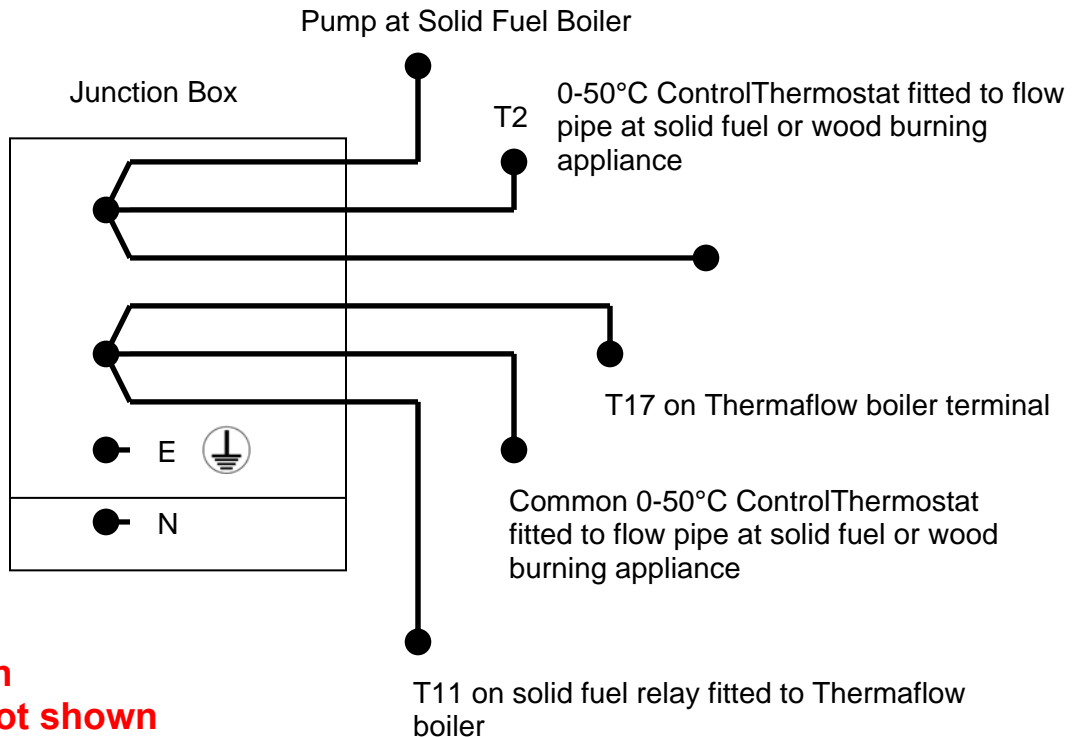 Pump at Solid Fuel Boiler
Junction Box
T2
0-50°C ControlThermostat fitted to flow
pipe at solid fuel or wood burning
appliance
T17 on Thermaflow boiler terminal
E
N
Common 0-50°C ControlThermostat
fitted to flow pipe at solid fuel or wood
burning appliance
T11 on solid fuel relay fitted to Thermaflow
boiler
not shown